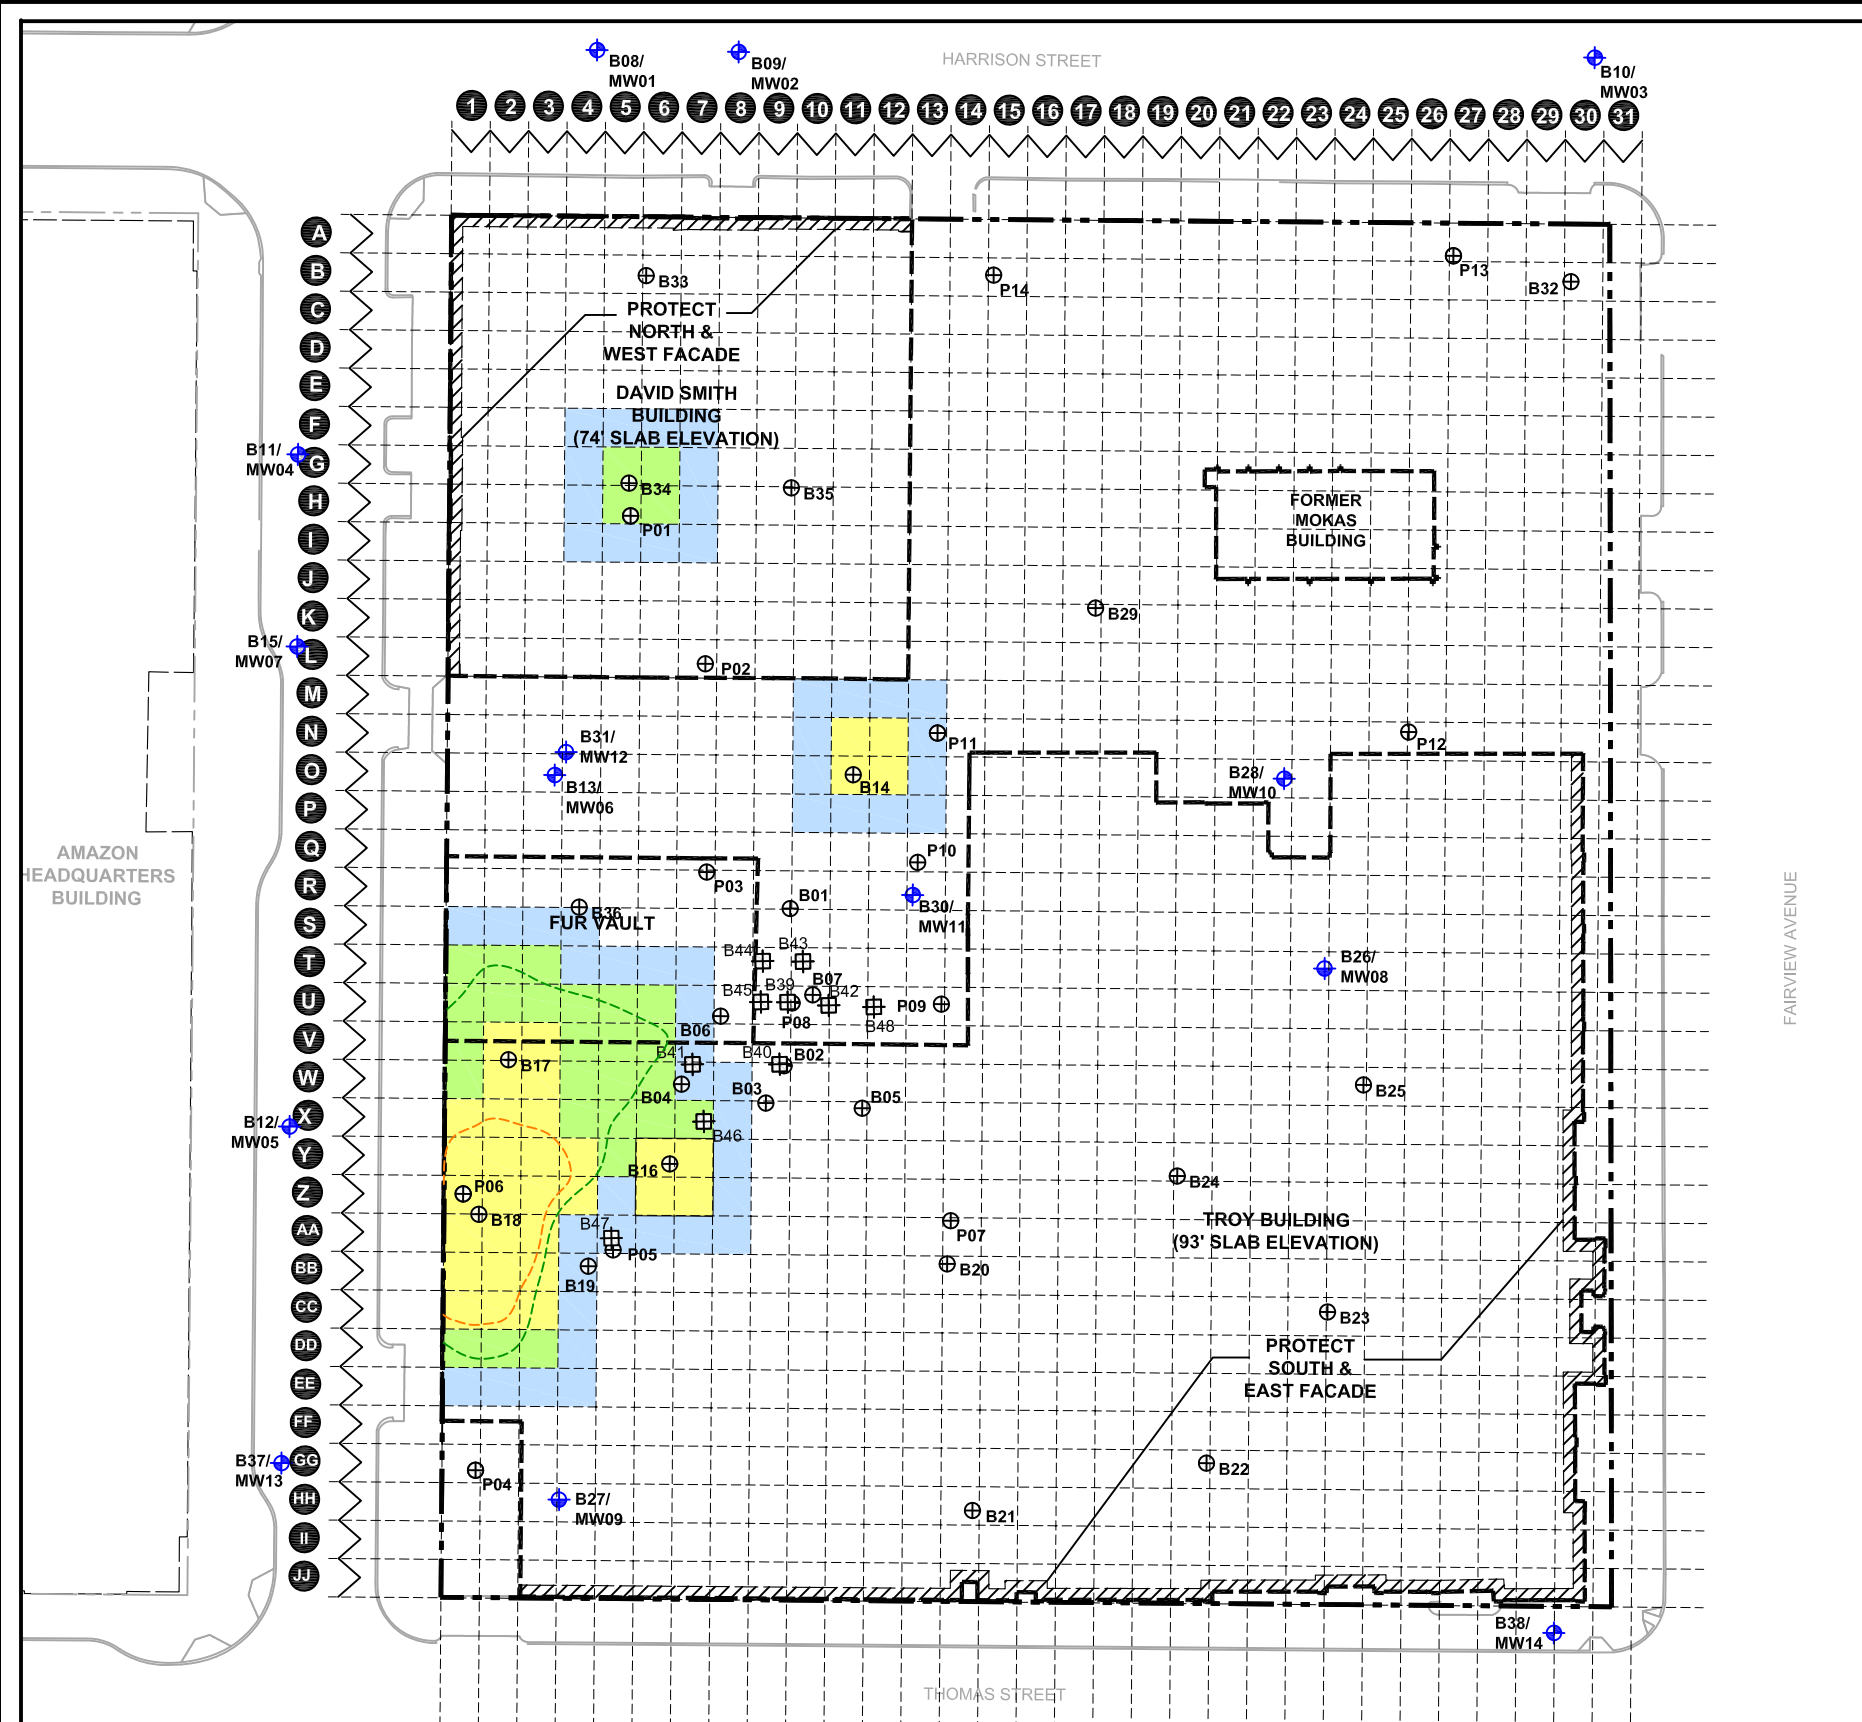 HARRISON STREET
B08/
MW01
B09/
MW02
B10/
MW03
1 2 3 4 5 6 7 8 9 10 11 12 13 14 15 16 17 18 19 20 21 22 23 24 25 26 27 28 29 30 31
A
B
C
D
E
F
G
H
I
J
K
L
M
N
O
P
Q
R
S
T
U
V
W
X
Y
Z
AA
BB
CC
DD
EE
FF
GG
HH
II
JJ
B33
P14
P13
B32
PROTECT
NORTH &
WEST FACADE
DAVID SMITH
BUILDING
(74' SLAB ELEVATION)
B11/
MW04
B34
B35
P01
FORMER
MOKAS
BUILDING
B29
B15/
MW07
P02
B31/
MW12
B13/
MW06
P11
B14
P12
B28/
MW10
AMAZON
HEADQUARTERS
BUILDING
P10
P03
B01
B30/
MW11
B36
FUR VAULT
B44
B43
B26/
MW08
B45
B39
B07
B42
P09
B06
P08
B48
B17
B41
B40
B02
B04
B03
B05
B25
B12/
MW05
B46
B16
P06
B18
B24
B47
P05
B19
P07
B20
TROY BUILDING
(93' SLAB ELEVATION)
B23
PROTECT
SOUTH &
EAST FACADE
B37/
MW13
P04
B27/
MW09
B22
B21
B38/
MW14
THOMAS STREET
FAIRVIEW AVENUE